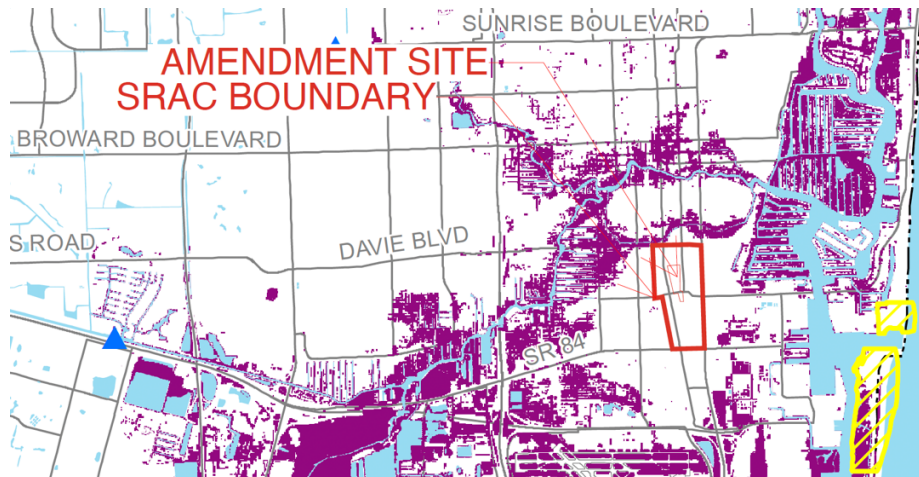 SUNRISE BOULEVARD
AMENDMENT SITE
SRAC BOUNDARY
BROWARD BOULEVARD
S ROAD
DAVIE BLVD
SR 84